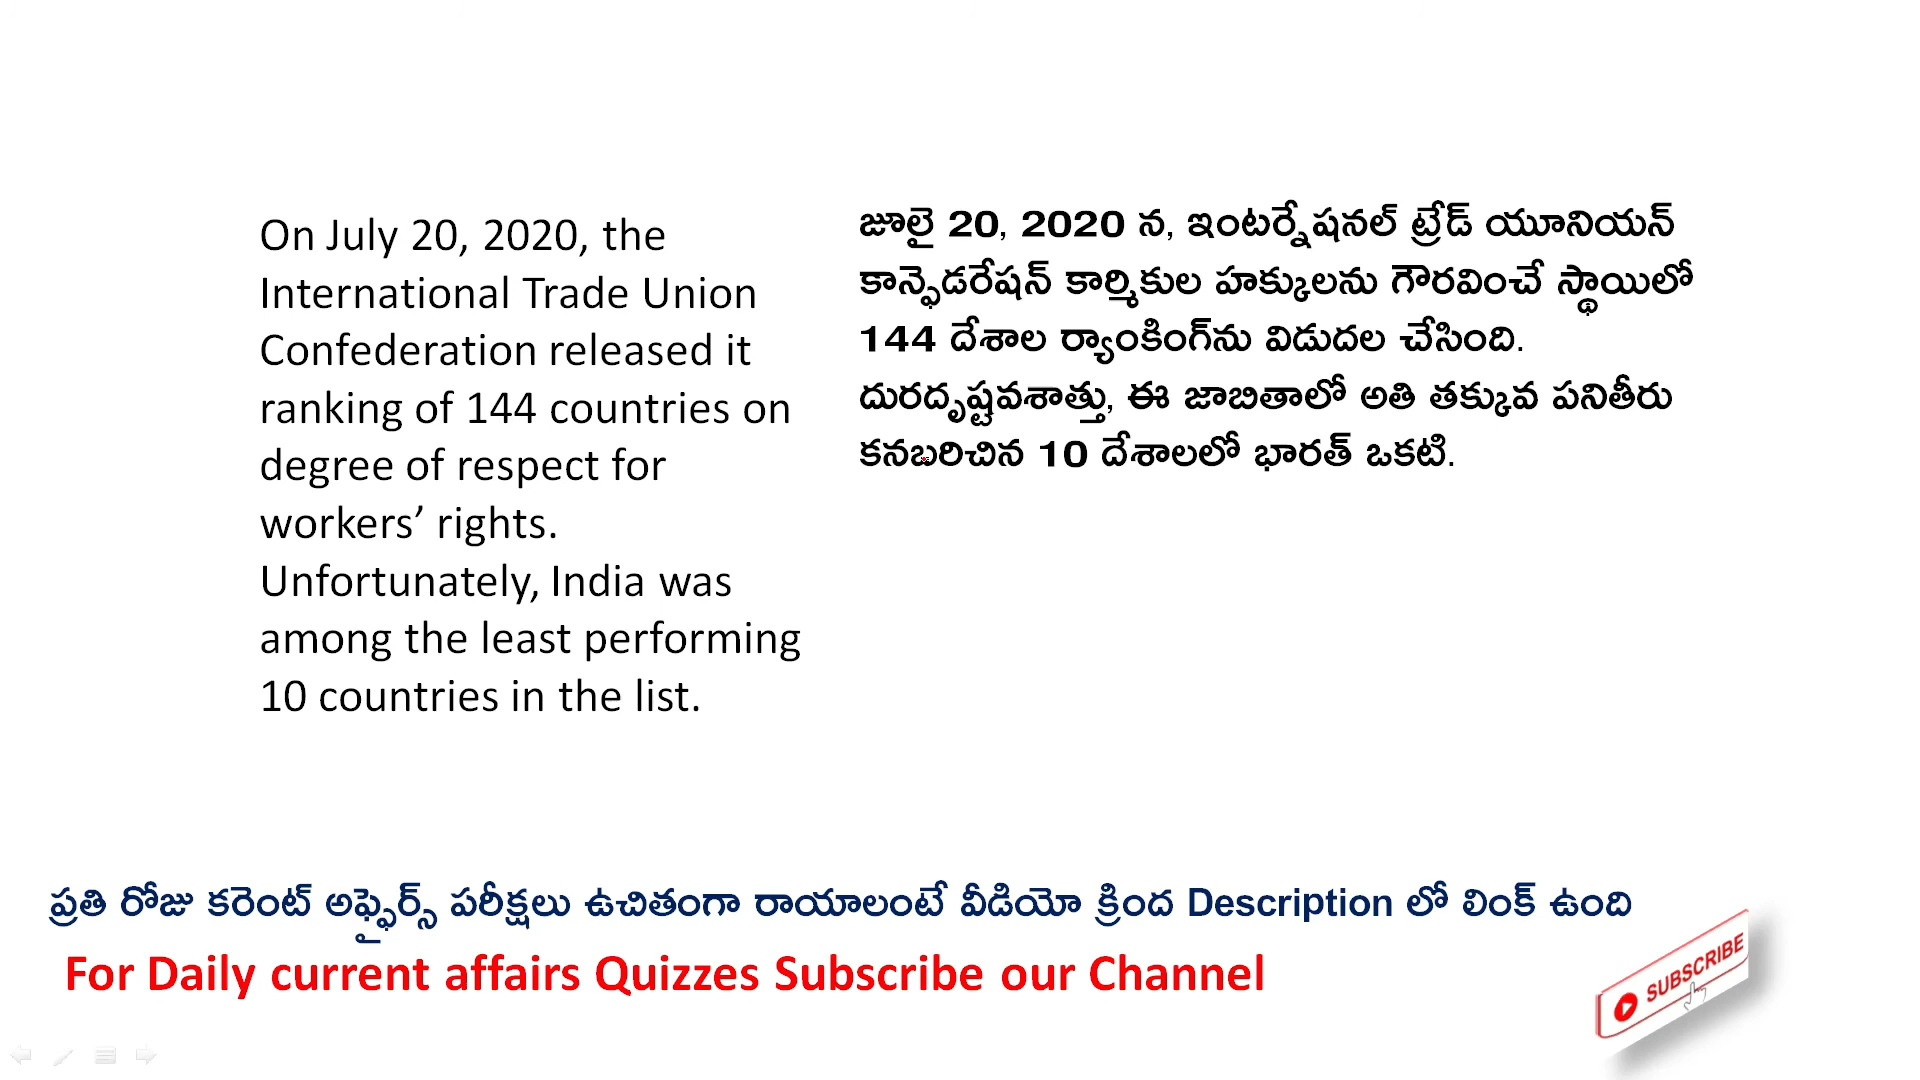 On July 20, 2020, the
International Trade Union
Confederation released it
ranking of 144 countries on
degree of respect for
workers’ rights.
Unfortunately, India was
among the least performing
10 countries in the list.
జూలై 20, 2020 న, ఇంటర్నేషనల్ ట్రేడ్ యూనియన్
కాన్ఫెడరేషన్ కార్మికుల హక్కులను గౌరవించే స్థాయిలో
144 దేశాల ర్యాంకింగ్‌ను విడుదల చేసింది.
దురదృష్టవశాత్తు, ఈ జాబితాలో అతి తక్కువ పనితీరు
కనబరిచిన 10 దేశాలలో భారత్ ఒకటి.
ప్రతి రోజు కరెంట్ అఫ్ఫైర్స్ పరీక్షలు ఉచితంగా రాయాలంటే వీడియో క్రింద Description లో లింక్ ఉంది
For Daily current affairs Quizzes Subscribe our Channel
SUBSCRIBE